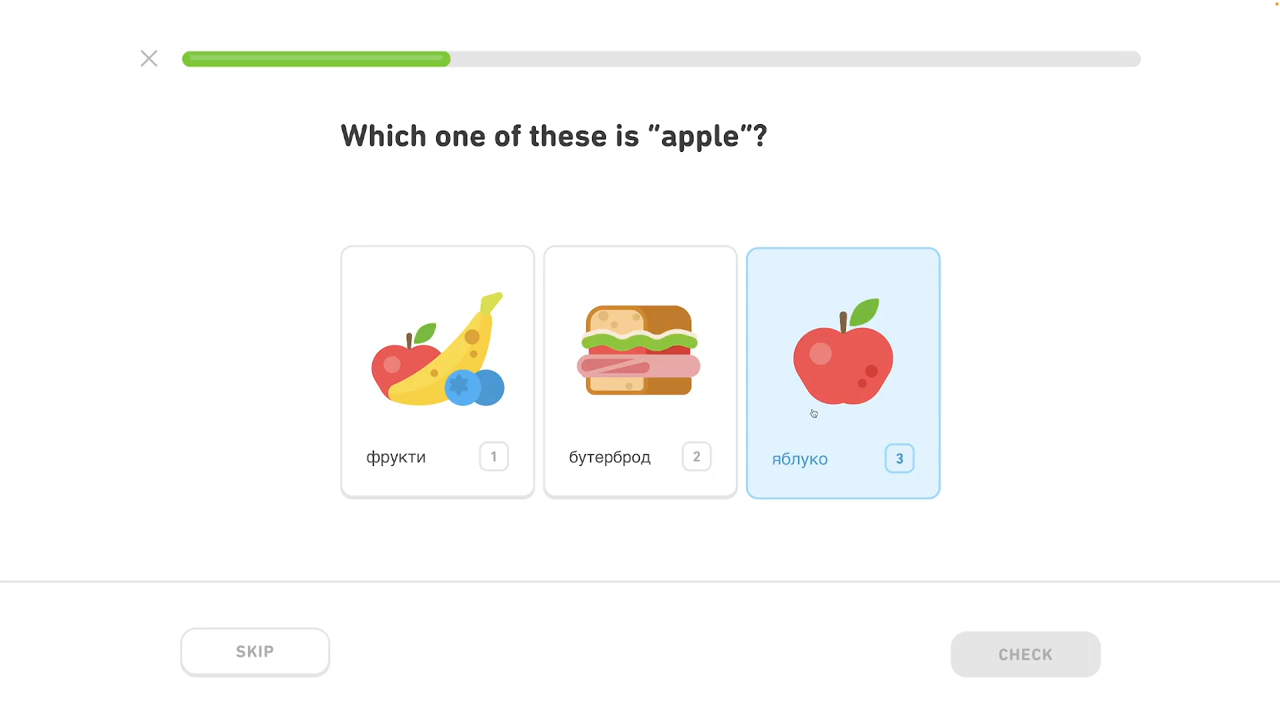 Which one of these is "apple"?
фрукти 1
бутерброд 2
яблуко 3
SKIP
CHECK